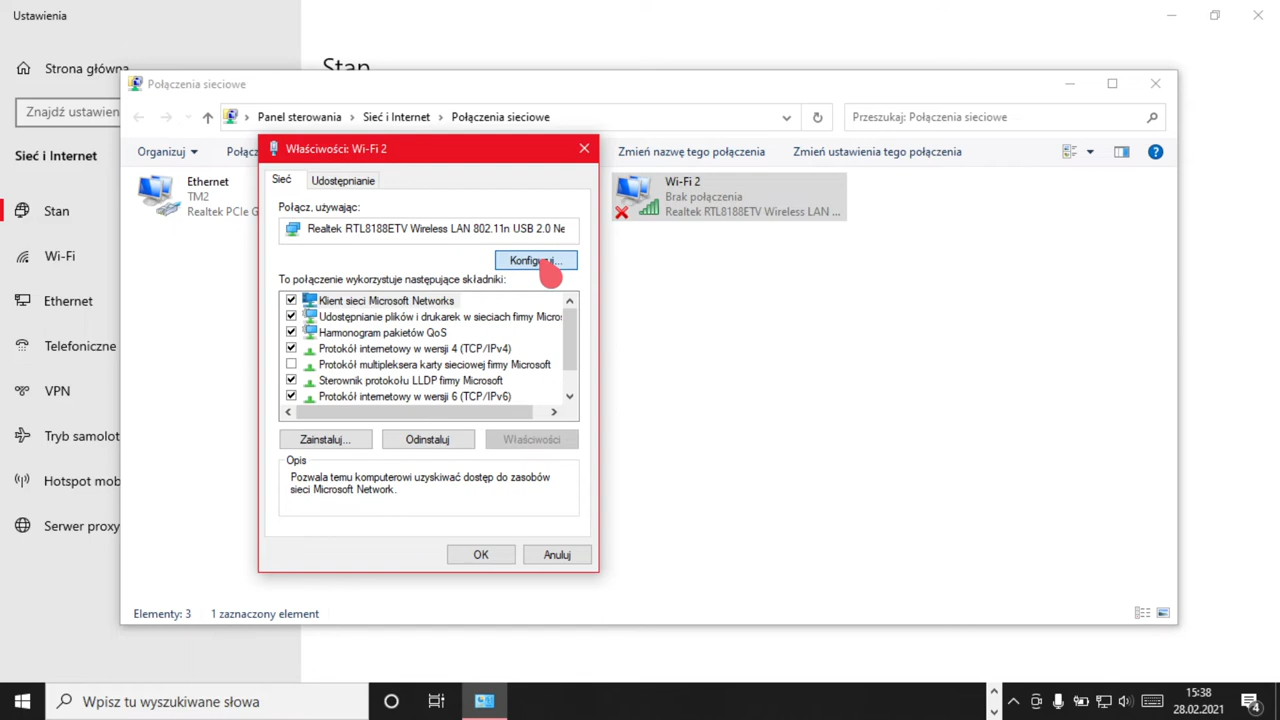 Ustawienia
Strona główna
Stan
Znajdź ustawien
Sieć i Internet
Stan
Wi-Fi
Ethernet
Telefoniczne
VPN
Tryb samolot
Hotspot mob
Serwer proxy
Połączenia sieciowe
Panel sterowania > Sieć i Internet > Połączenia sieciowe
Przeszukaj: Połączenia sieciowe
Organizuj
Połącz
Zmień nazwę tego połączenia
Zmień ustawienia tego połączenia
Ethernet
TM2
Realtek PCIe G
Wi-Fi 2
Brak połączenia
Realtek RTL8188ETV Wireless LAN ...
Właściwości: Wi-Fi 2
Sieć
Udostępnianie
Połącz, używając:
Realtek RTL8188ETV Wireless LAN 802.11n USB 2.0 Ne
Konfiguruj...
To połączenie wykorzystuje następujące składniki:
Klient sieci Microsoft Networks
Udostępnianie plików i drukarek w sieciach firmy Micros
Harmonogram pakietów QoS
Protokół internetowy w wersji 4 (TCP/IPv4)
Protokół multipleksera karty sieciowej firmy Microsoft
Sterownik protokołu LLDP firmy Microsoft
Protokół internetowy w wersji 6 (TCP/IPv6)
Zainstaluj...
Odinstaluj
Właściwości
Opis
Pozwala temu komputerowi uzyskiwać dostęp do zasobów
sieci Microsoft Network.
OK
Anuluj
Elementy: 3
1 zaznaczony element
Wpisz tu wyszukiwane słowa
15:38
28.02.2021
4